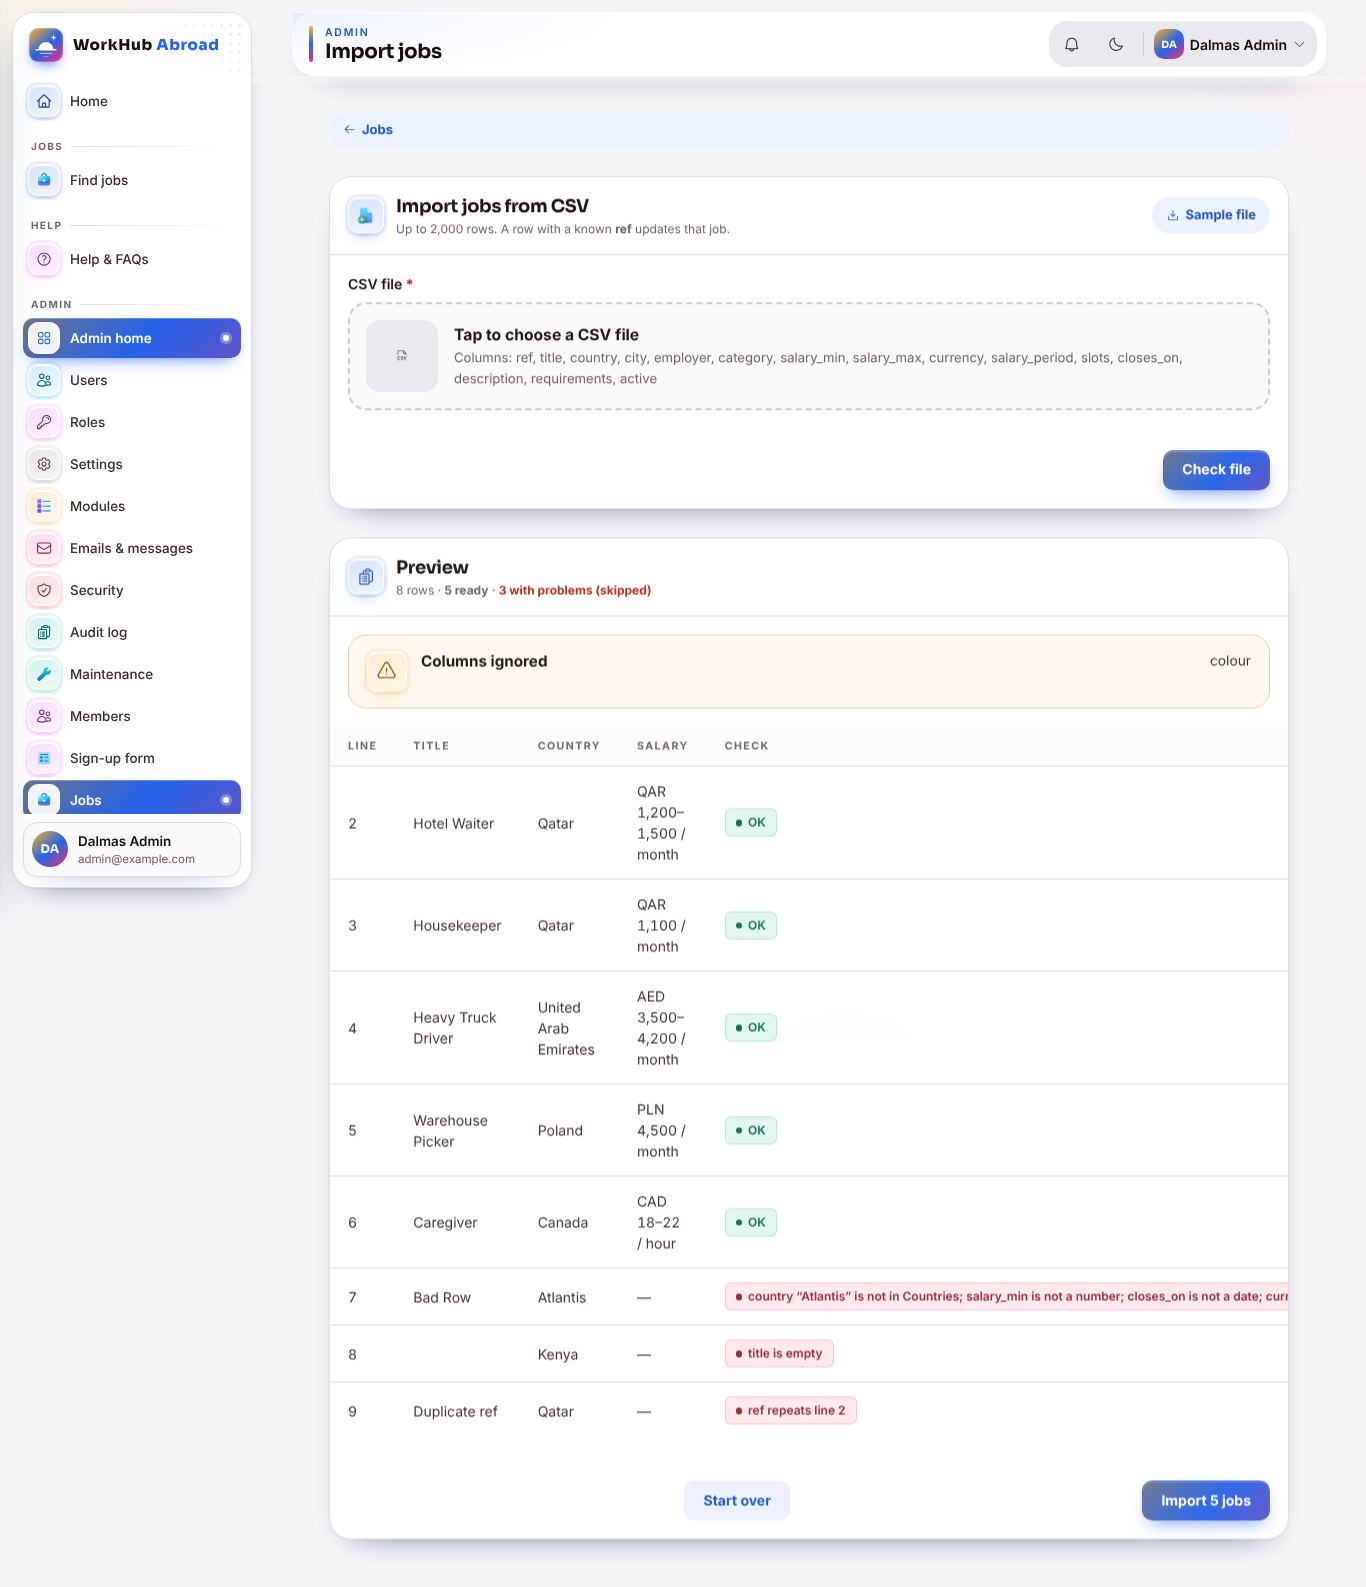 WorkHub Abroad
Home
JOBS
Find jobs
HELP
Help & FAQs
ADMIN
Admin home
Users
Roles
Settings
Modules
Emails & messages
Security
Audit log
Maintenance
Members
Sign-up form
Jobs
DA
Dalmas Admin
admin@example.com
ADMIN
Import jobs
DA Dalmas Admin
← Jobs
Import jobs from CSV
Up to 2,000 rows. A row with a known ref updates that job.
Sample file
CSV file *
CSV
Tap to choose a CSV file
Columns: ref, title, country, city, employer, category, salary_min, salary_max, currency, salary_period, slots, closes_on,
description, requirements, active
Check file
Preview
8 rows · 5 ready · 3 with problems (skipped)
Columns ignored colour
LINE TITLE COUNTRY SALARY CHECK
2 Hotel Waiter Qatar QAR
1,200–
1,500 /
month
OK
3 Housekeeper Qatar QAR
1,100 /
month
OK
4 Heavy Truck
Driver
United
Arab
Emirates
AED
3,500–
4,200 /
month
OK
5 Warehouse
Picker
Poland
PLN
4,500 /
month
OK
6 Caregiver Canada CAD
18–22
/ hour
OK
7 Bad Row Atlantis — country “Atlantis” is not in Countries; salary_min is not a number; closes_on is not a date;
8 Kenya — title is empty
9 Duplicate ref Qatar — ref repeats line 2
Start over
Import 5 jobs